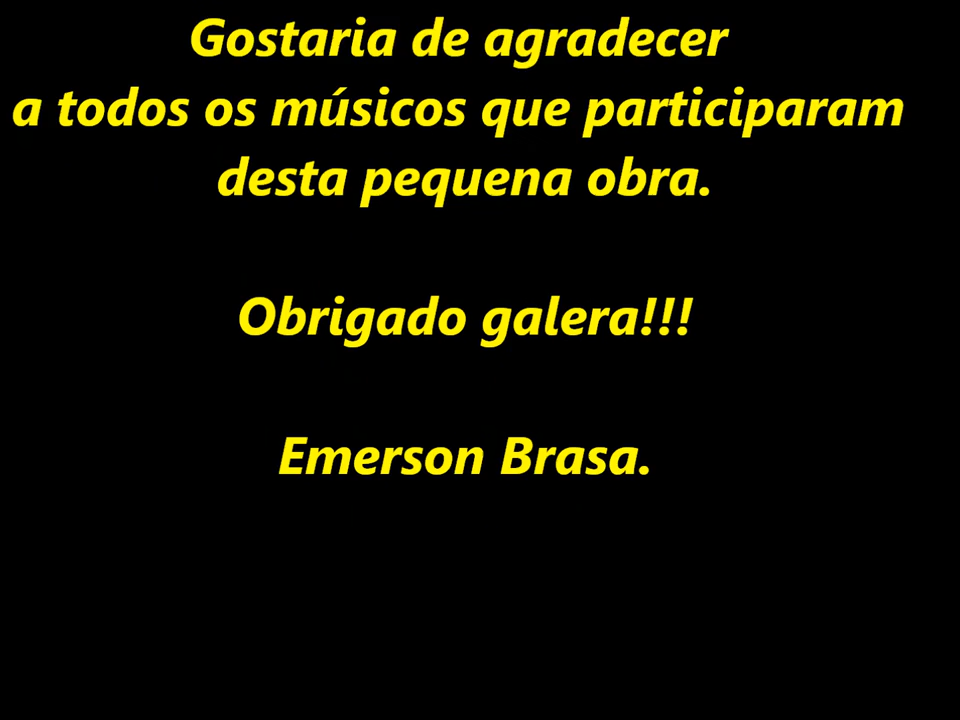 Gostaria de agradecer
a todos os músicos que participaram
desta pequena obra.
Obrigado galera!!!
Emerson Brasa.